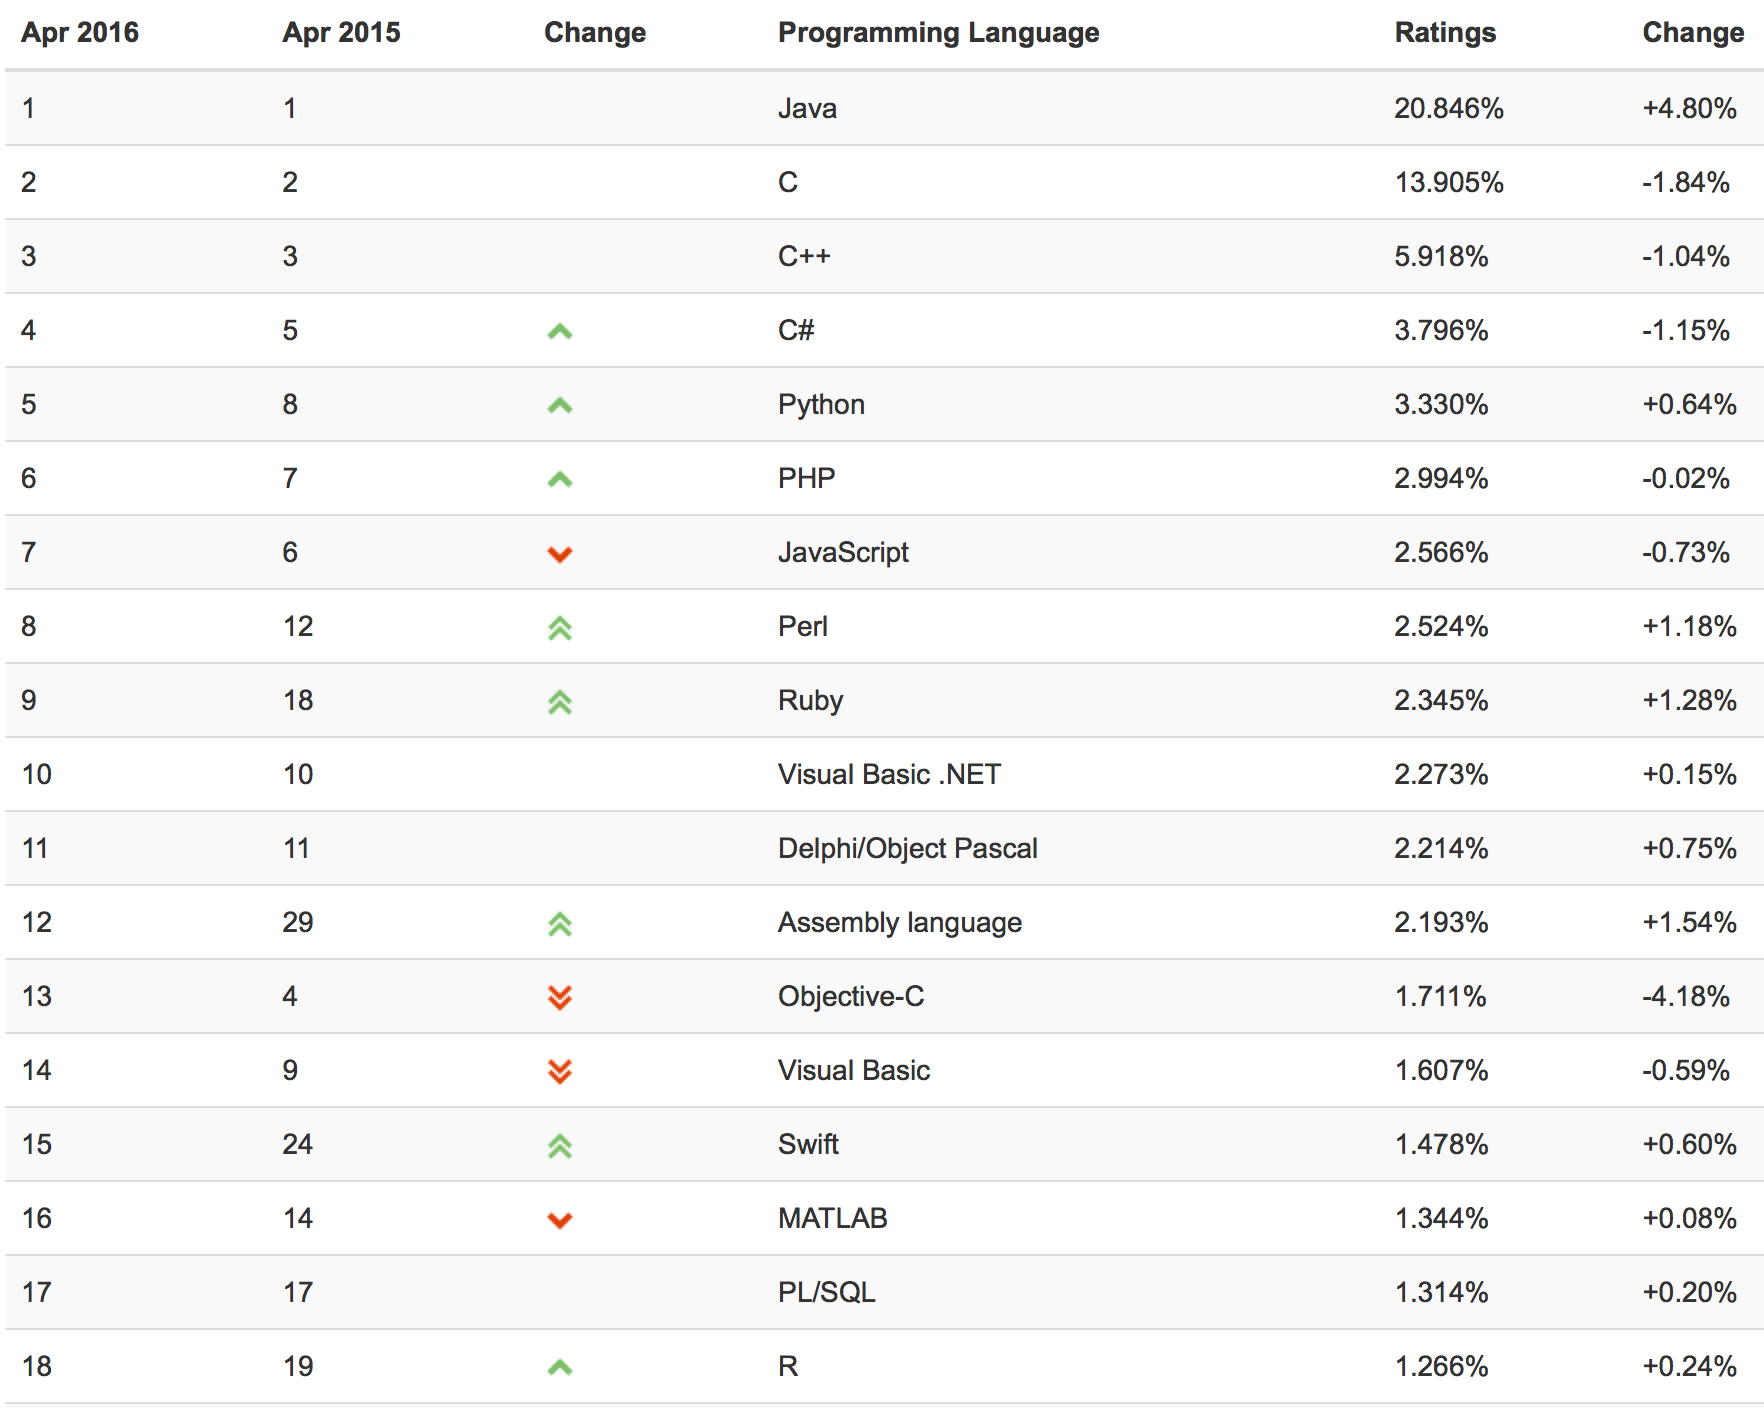 Apr 2016 Apr 2015 Change Programming Language Ratings Change
1 1 Java 20.846% +4.80%
2 2 C 13.905% -1.84%
3 3 C++ 5.918% -1.04%
4 5 C# 3.796% -1.15%
5 8 Python 3.330% +0.64%
6 7 PHP 2.994% -0.02%
7 6 JavaScript 2.566% -0.73%
8 12 Perl 2.524% +1.18%
9 18 Ruby 2.345% +1.28%
10 10 Visual Basic .NET 2.273% +0.15%
11 11 Delphi/Object Pascal 2.214% +0.75%
12 29 Assembly language 2.193% +1.54%
13 4 Objective-C 1.711% -4.18%
14 9 Visual Basic 1.607% -0.59%
15 24 Swift 1.478% +0.60%
16 14 MATLAB 1.344% +0.08%
17 17 PL/SQL 1.314% +0.20%
18 19 R 1.266% +0.24%